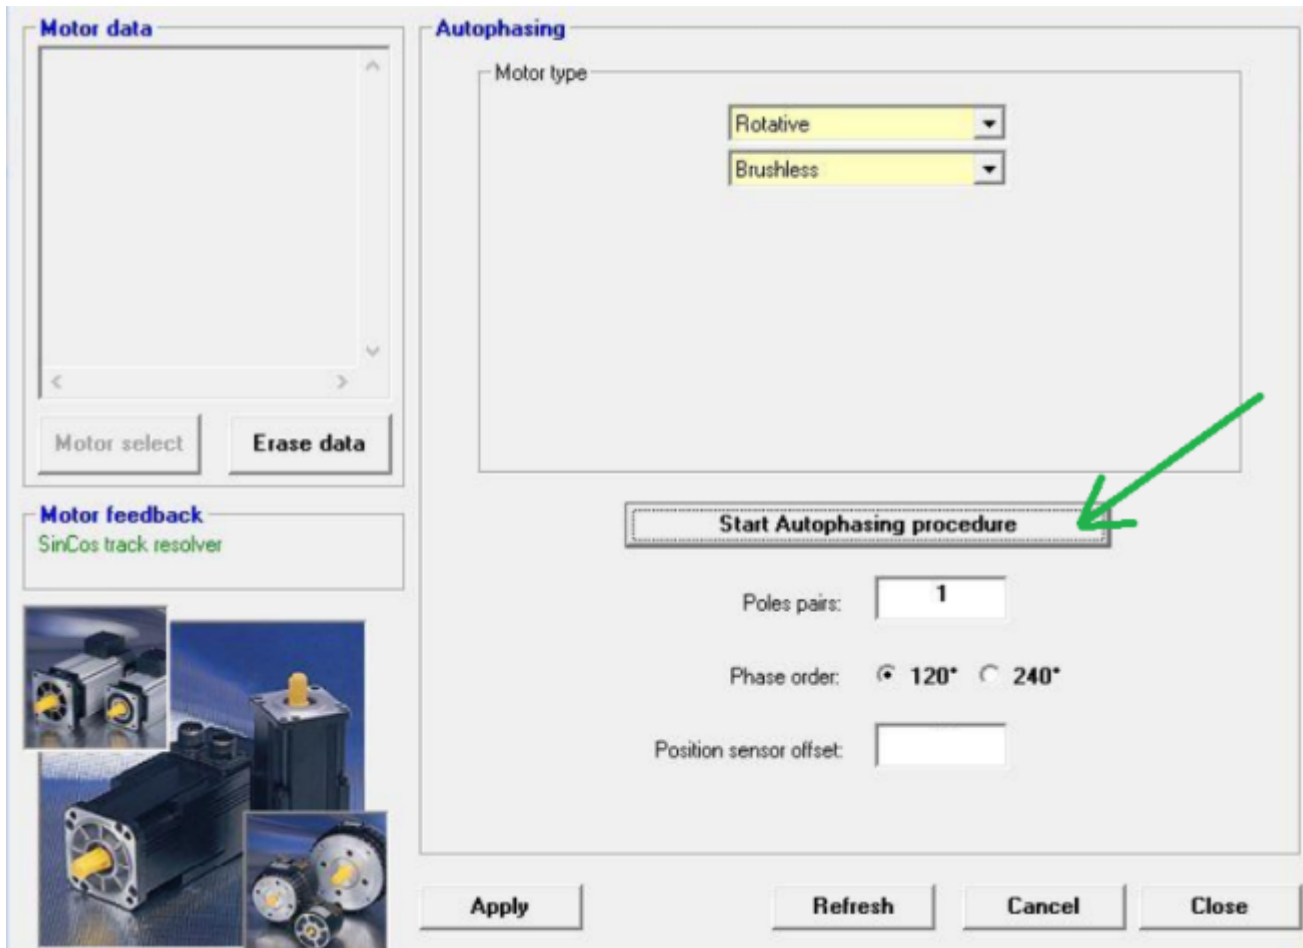 Motor data
Motor select
Erase data
Motor feedback
SinCos track resolver
Autophasing
Motor type
Rotative
Brushless
Start Autophasing procedure
Poles pairs: 1
Phase order: 120° 240°
Position sensor offset:
Apply Refresh Cancel Close